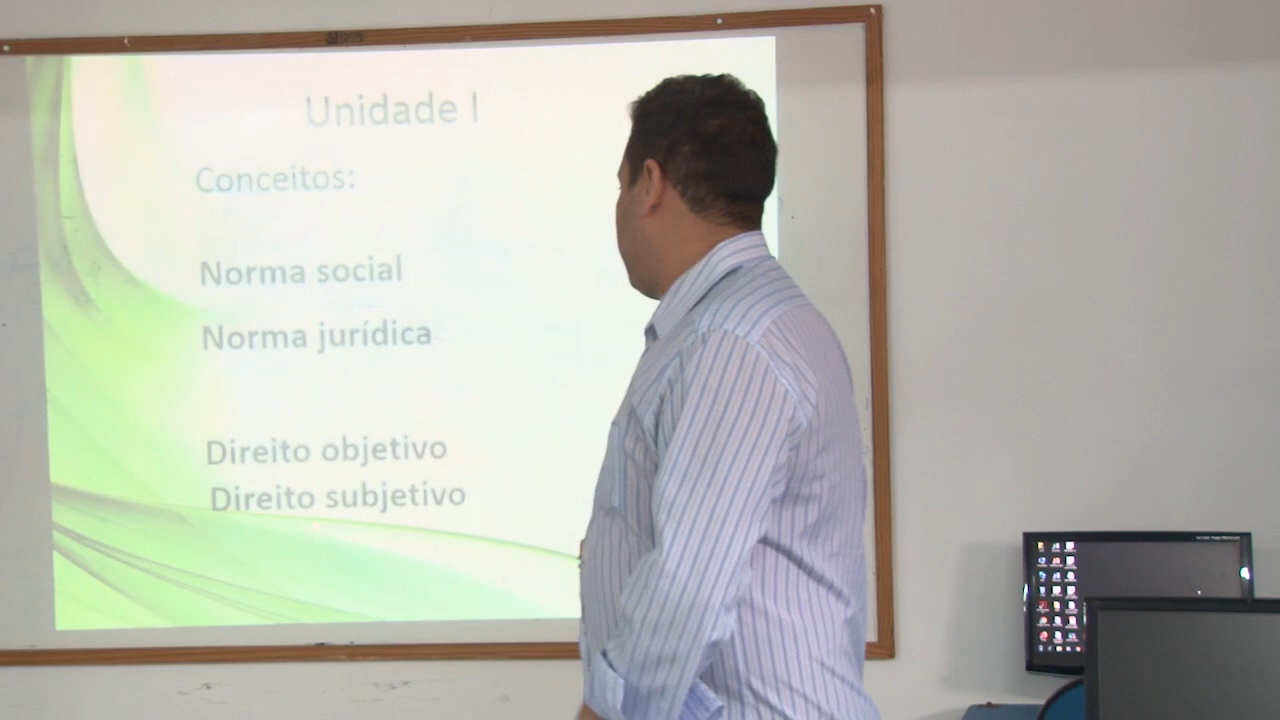 Unidade I
Conceitos:
Norma social
Norma jurídica
Direito objetivo
Direito subjetivo